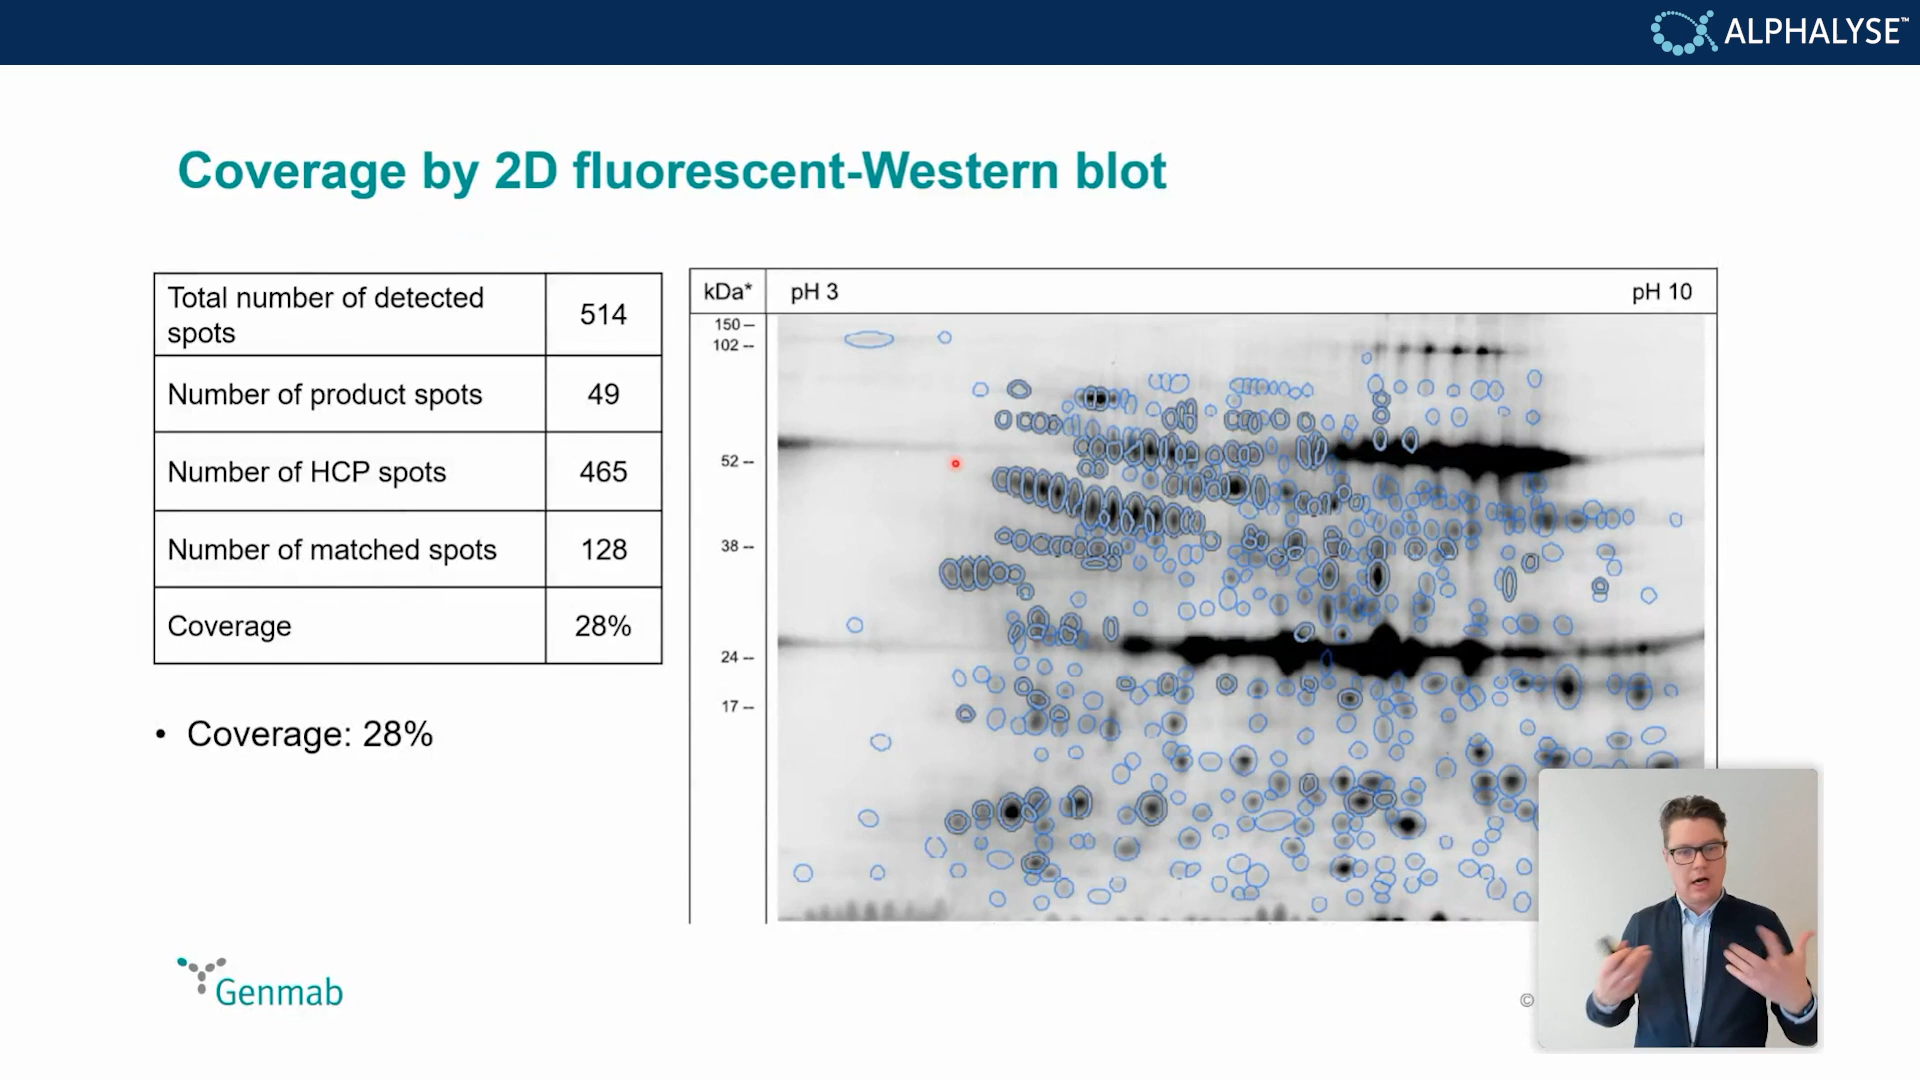 ALPHALYSE™
Coverage by 2D fluorescent-Western blot
Total number of detected
spots
514
Number of product spots
49
Number of HCP spots
465
Number of matched spots
128
Coverage
28%
• Coverage: 28%
kDa*
pH 3
pH 10
150 –
102 --
52 --
38 --
24 --
17 --
Genmab
©